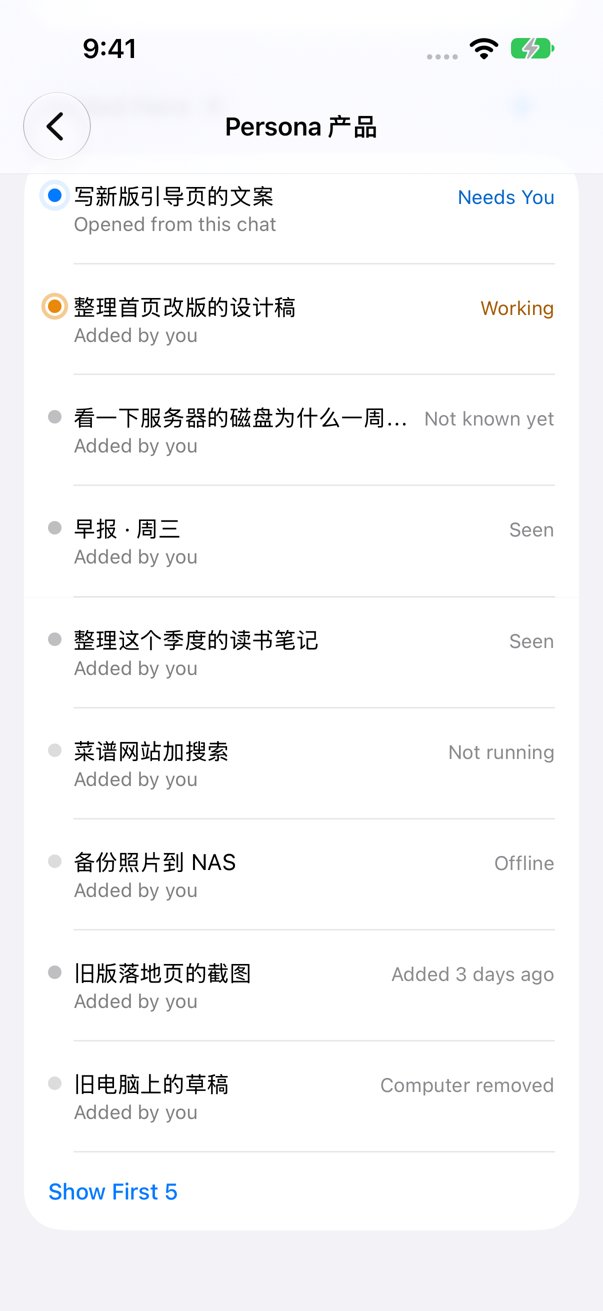 9:41
Persona 产品
写新版引导页的文案
Needs You
Opened from this chat
整理首页改版的设计稿
Working
Added by you
看一下服务器的磁盘为什么一周...
Not known yet
Added by you
早报 · 周三
Seen
Added by you
整理这个季度的读书笔记
Seen
Added by you
菜谱网站加搜索
Not running
Added by you
备份照片到 NAS
Offline
Added by you
旧版落地页的截图
Added 3 days ago
Added by you
旧电脑上的草稿
Computer removed
Added by you
Show First 5